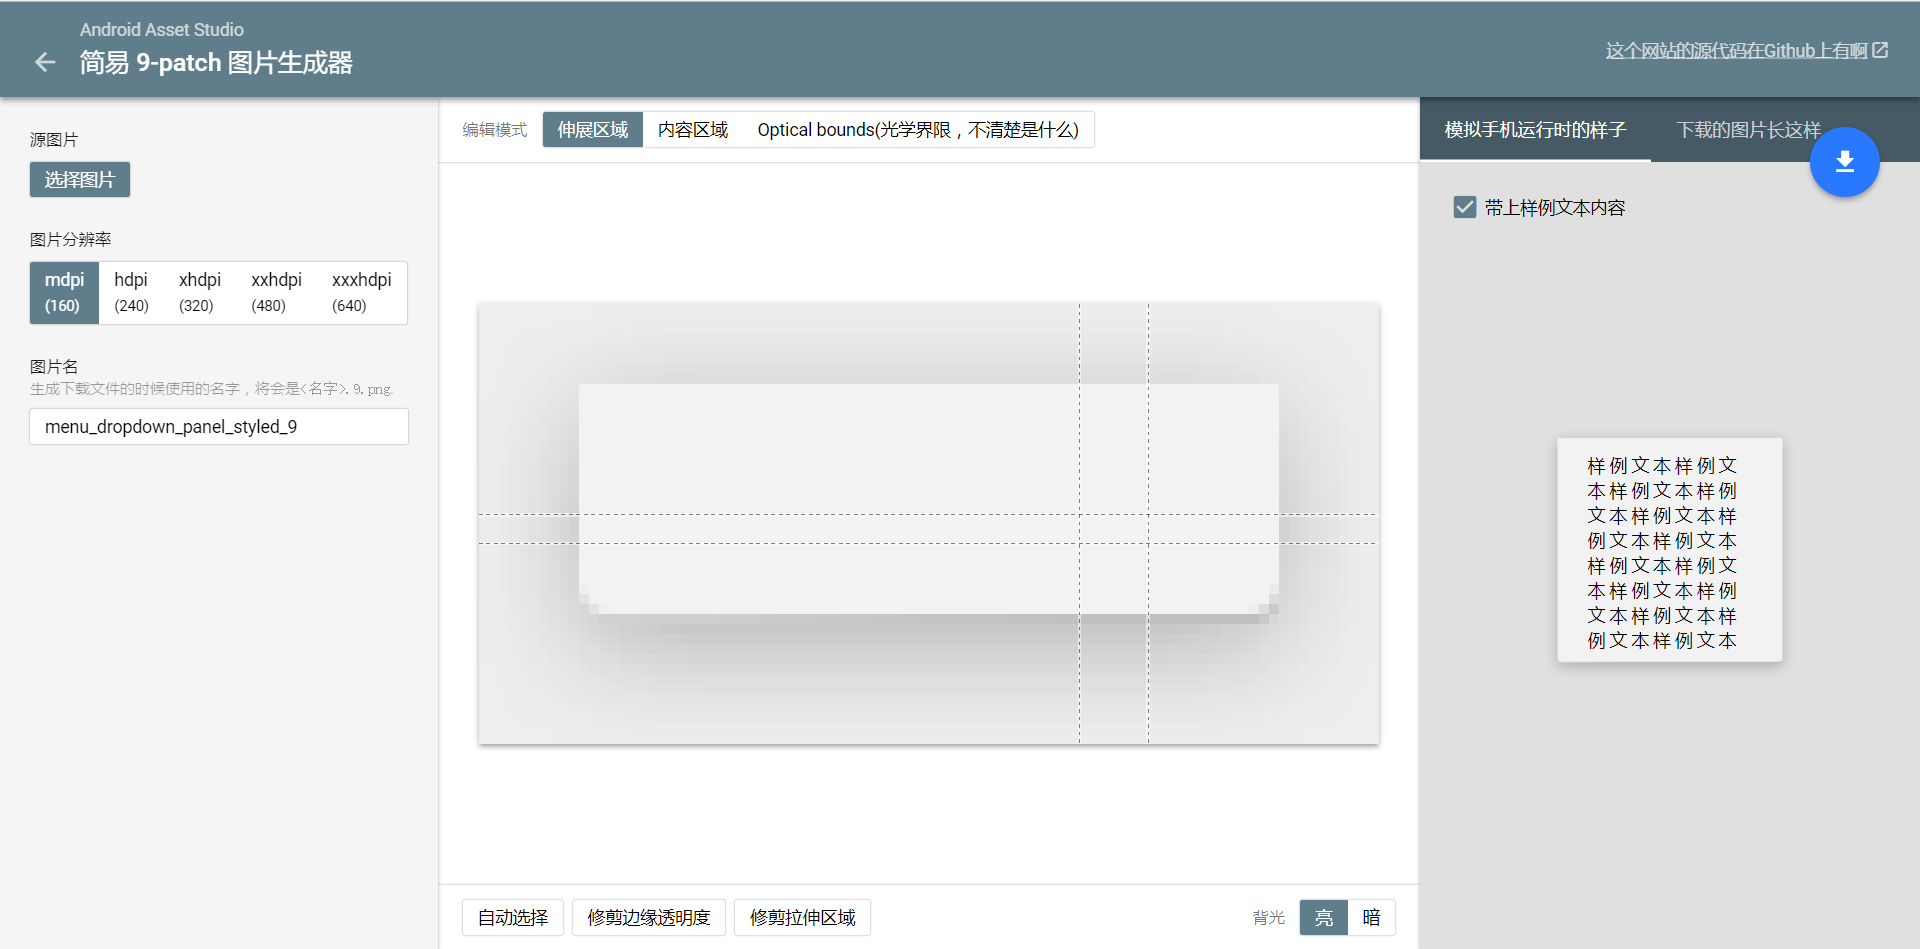 Android Asset Studio
简易 9-patch 图片生成器
这个网站的源代码在Github上有啊
源图片
选择图片
图片分辨率
mdpi hdpi xhdpi xxhdpi xxxhdpi
(160) (240) (320) (480) (640)
图片名
生成下载文件的时候使用的名字，将会是<名字>.9.png.
menu_dropdown_panel_styled_9
编辑模式 伸展区域 内容区域 Optical bounds(光学界限，不清楚是什么)
自动选择 修剪边缘透明度 修剪拉伸区域 背光 亮 暗
模拟手机运行时的样子 下载的图片长这样
带上样例文本内容
样例文本样例文
本样例文本样例
文本样例文本样
例文本样例文本
样例文本样例文
本样例文本样例
文本样例文本样
例文本样例文本